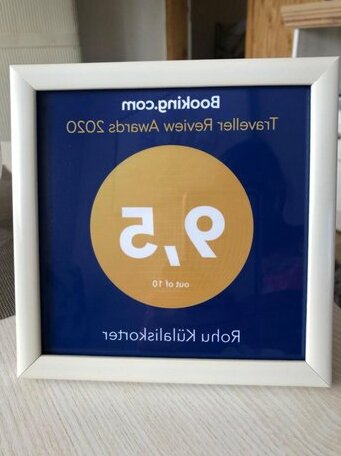 Booking.com
Traveller Review Awards 2020
9,5
out of 10
Rohu Külaliskorter